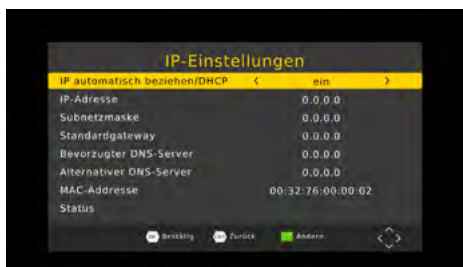 IP-Einstellungen
IP automatisch beziehen/DHCP < ein >
IP-Adresse 0.0.0.0
Subnetzmaske 0.0.0.0
Standardgateway 0.0.0.0
Bevorzugter DNS-Server 0.0.0.0
Alternativer DNS-Server 0.0.0.0
MAC-Addresse 00:32:76:00:00:02
Status
Bestätig Zurück Ändern